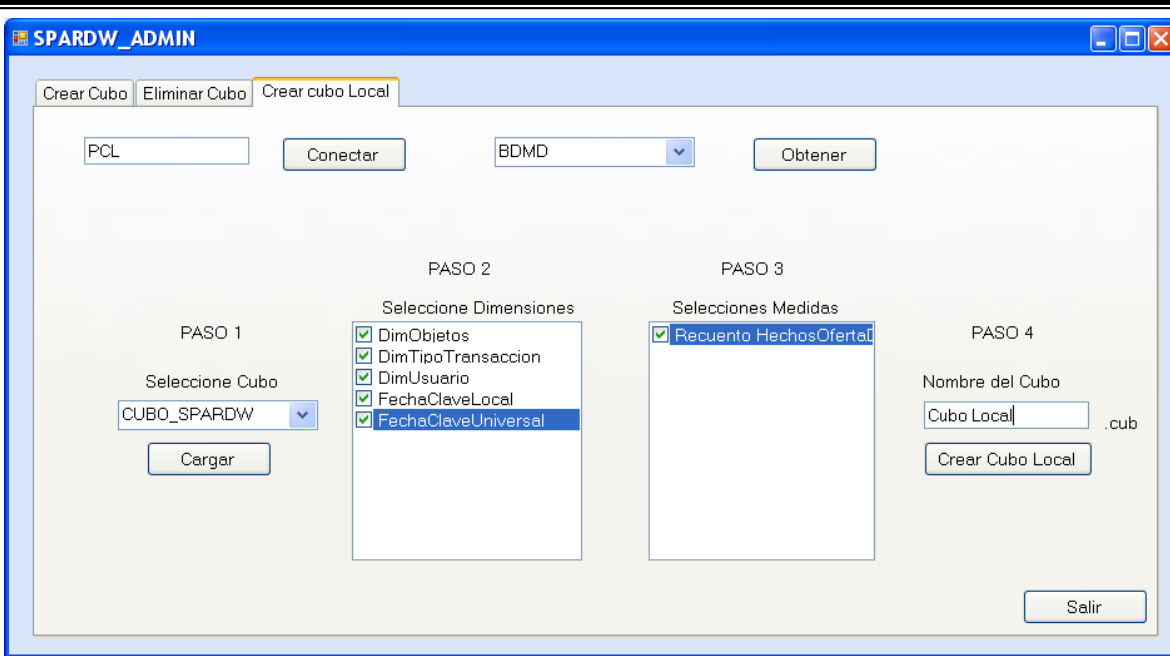 SPARDW_ADMIN
Crear Cubo Eliminar Cubo Crear cubo Local
PCL Conectar BDMD Obtener
PASO 1
Seleccione Cubo
CUBO_SPARDW
Cargar
PASO 2
Seleccione Dimensiones
DimObjetos
DimTipoTransaccion
DimUsuario
FechaClaveLocal
FechaClaveUniversal
PASO 3
Selecciones Medidas
Recuento HechosOfertaD
PASO 4
Nombre del Cubo
Cubo Local .cub
Crear Cubo Local
Salir